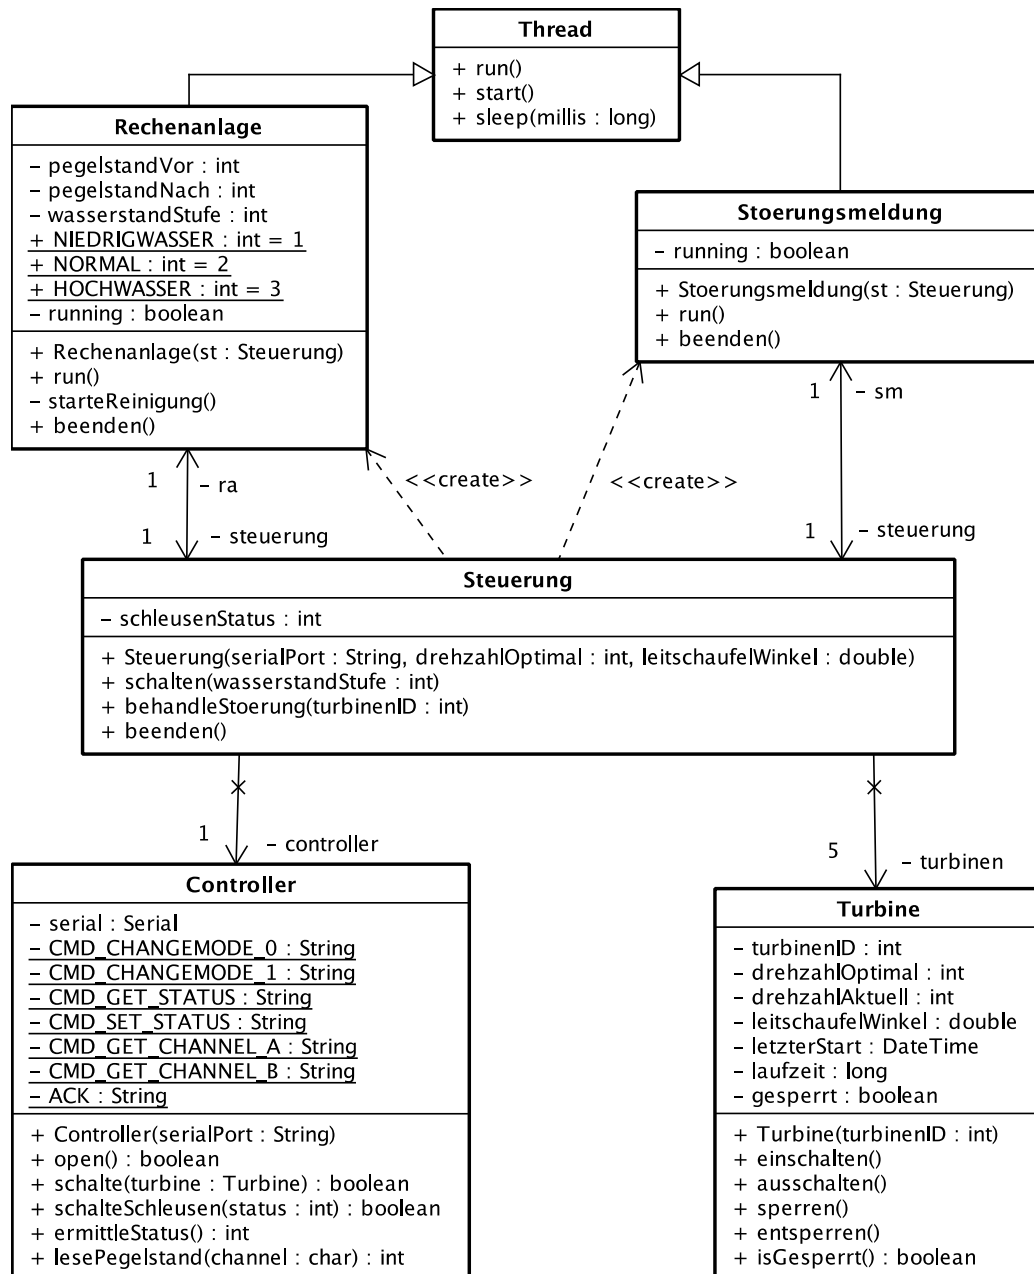 Thread
+ run()
+ start()
+ sleep(millis : long)
Rechenanlage
– pegelstandVor : int
– pegelstandNach : int
– wasserstandStufe : int
+ NIEDRIGWASSER : int = 1
+ NORMAL : int = 2
+ HOCHWASSER : int = 3
– running : boolean
+ Rechenanlage(st : Steuerung)
+ run()
– starteReinigung()
+ beenden()
Stoerungsmeldung
– running : boolean
+ Stoerungsmeldung(st : Steuerung)
+ run()
+ beenden()
1
– ra
1
– steuerung
<<create>>
<<create>>
1
– sm
1
– steuerung
Steuerung
– schleusenStatus : int
+ Steuerung(serialPort : String, drehzahlOptimal : int, leitschaufelWinkel : double)
+ schalten(wasserstandStufe : int)
+ behandleStoerung(turbinenID : int)
+ beenden()
1
– controller
5
– turbinen
Controller
– serial : Serial
– CMD_CHANGEMODE_0 : String
– CMD_CHANGEMODE_1 : String
– CMD_GET_STATUS : String
– CMD_SET_STATUS : String
– CMD_GET_CHANNEL_A : String
– CMD_GET_CHANNEL_B : String
– ACK : String
+ Controller(serialPort : String)
+ open() : boolean
+ schalte(turbine : Turbine) : boolean
+ schalteSchleusen(status : int) : boolean
+ ermittleStatus() : int
+ lesePegelstand(channel : char) : int
Turbine
– turbinenID : int
– drehzahlOptimal : int
– drehzahlAktuell : int
– leitschaufelWinkel : double
– letzterStart : DateTime
– laufzeit : long
– gesperrt : boolean
+ Turbine(turbinenID : int)
+ einschalten()
+ ausschalten()
+ sperren()
+ entsperren()
+ isGesperrt() : boolean